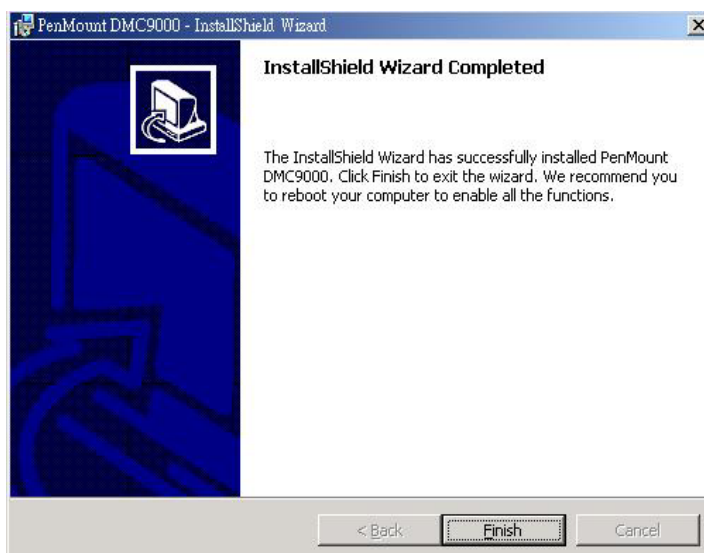 PenMount DMC9000 - InstallShield Wizard
InstallShield Wizard Completed
The InstallShield Wizard has successfully installed PenMount
DMC9000. Click Finish to exit the wizard. We recommend you
to reboot your computer to enable all the functions.
< Back
Finish
Cancel